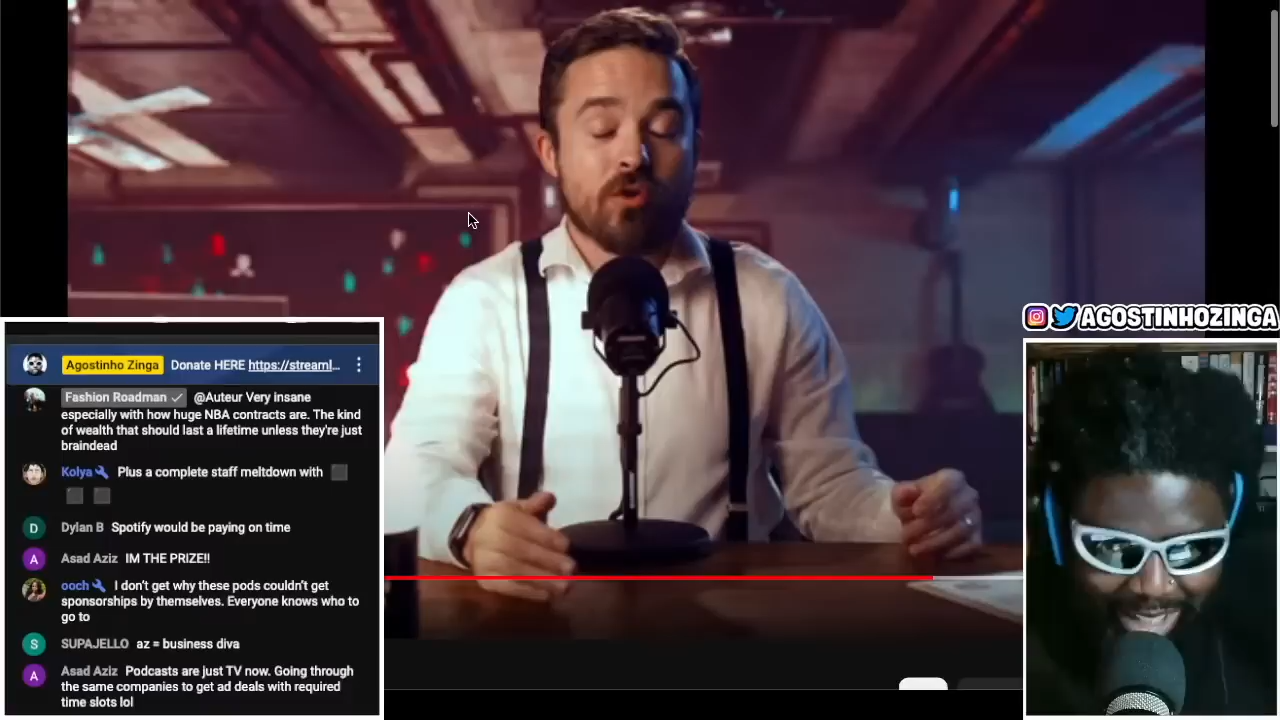 AGOSTINHOZINGA
Agostinho Zinga Donate HERE https://streaml...
Fashion Roadman @Auteur Very insane
especially with how huge NBA contracts are. The kind
of wealth that should last a lifetime unless they're just
braindead
Kolya Plus a complete staff meltdown with
D Dylan B Spotify would be paying on time
A Asad Aziz IM THE PRIZE!!
ooch I don't get why these pods couldn't get
sponsorships by themselves. Everyone knows who to
go to
S SUPAJELLO az = business diva
A Asad Aziz Podcasts are just TV now. Going through
the same companies to get ad deals with required
time slots lol